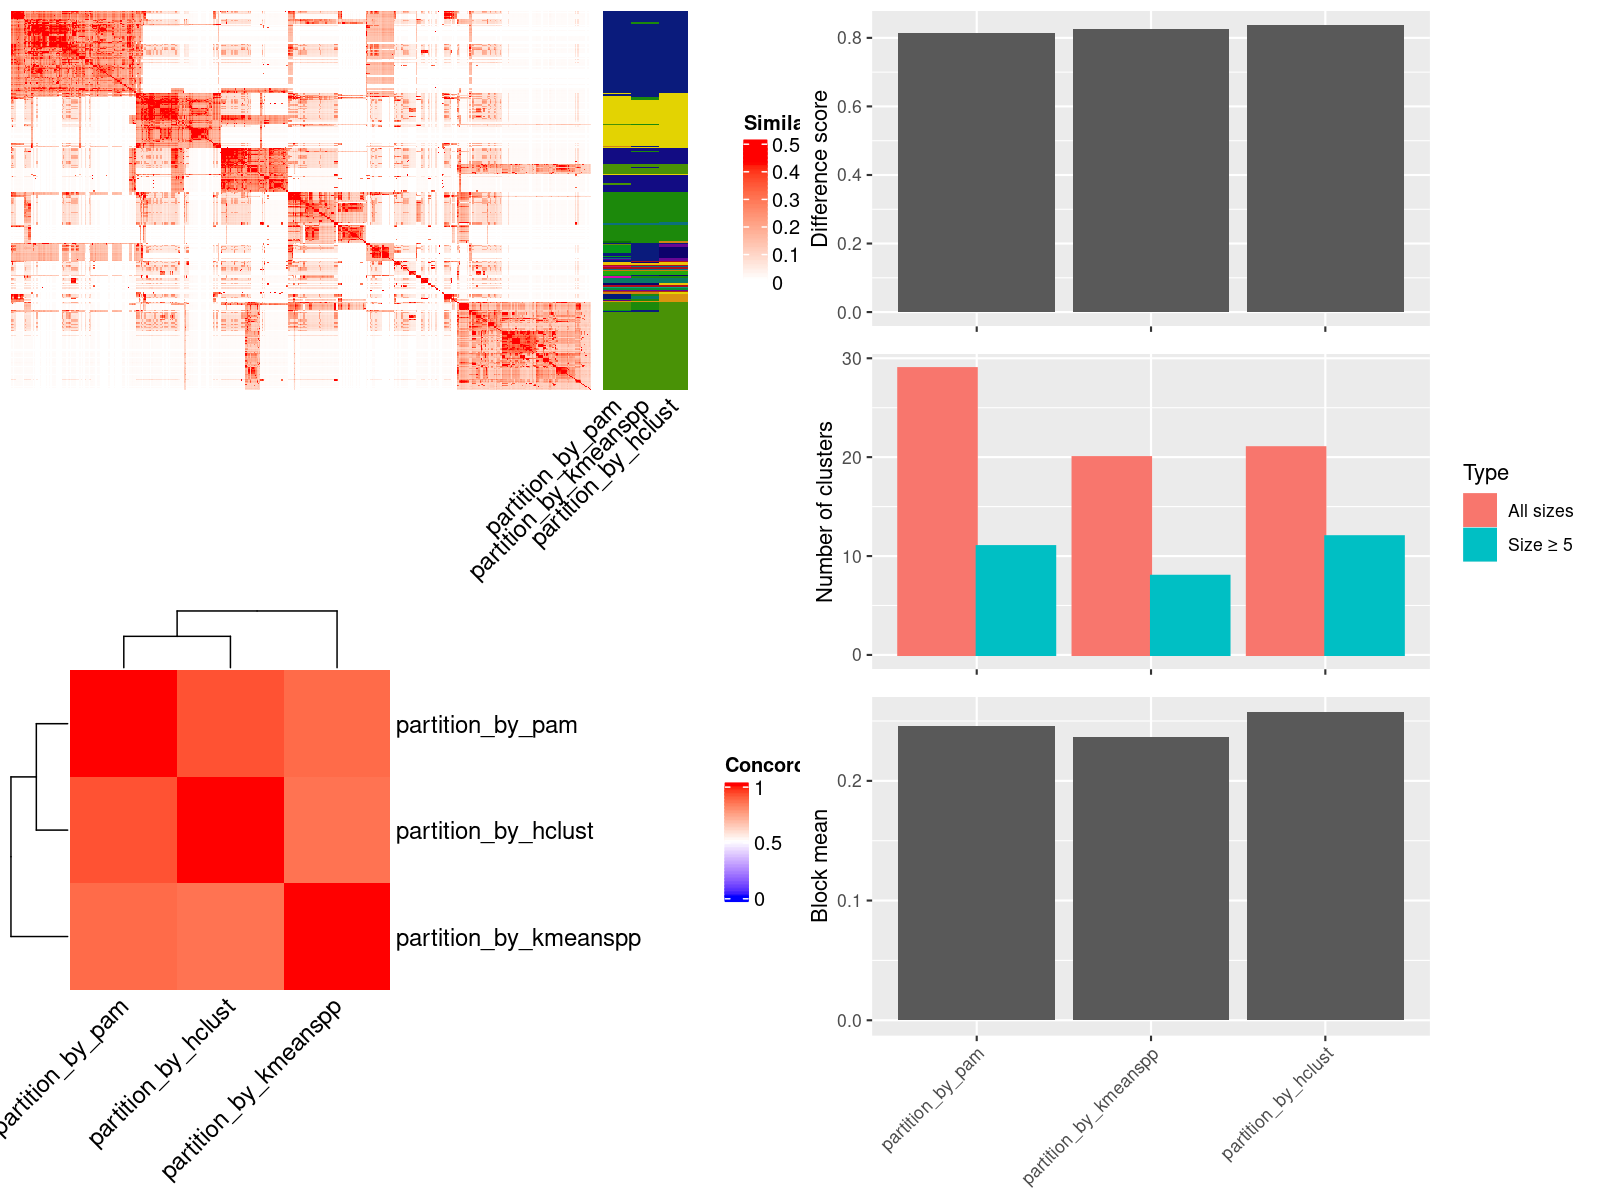 Simila
0.5
0.4
0.3
0.2
0.1
0
partition_by_pam
partition_by_kmeanspp
partition_by_hclust
Difference score
0.8
0.6
0.4
0.2
0.0
Number of clusters
30
20
10
0
Type
All sizes
Size ≥ 5
partition_by_pam
partition_by_hclust
partition_by_kmeanspp
Concord
1
0.5
0
partition_by_pam
partition_by_hclust
partition_by_kmeanspp
Block mean
0.2
0.1
0.0
partition_by_pam
partition_by_kmeanspp
partition_by_hclust